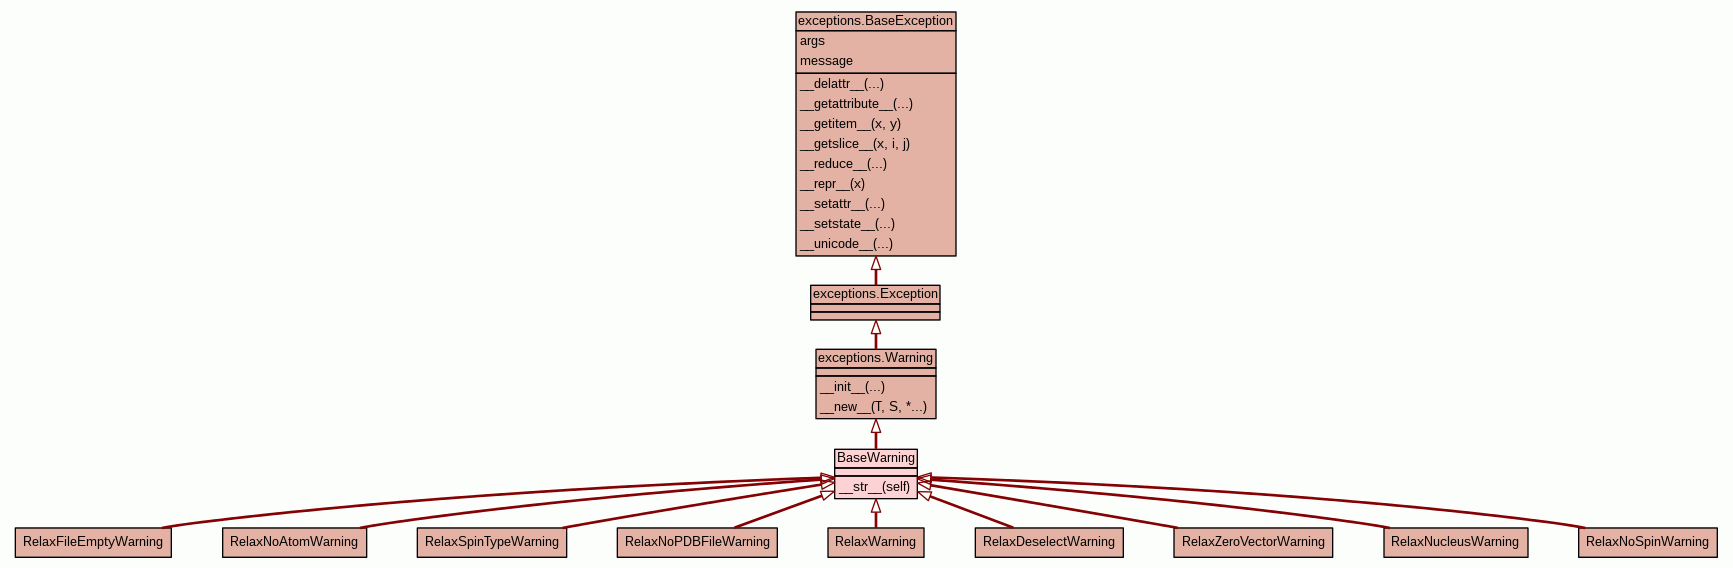 exceptions.BaseException
args
message
__delattr__(...)
__getattribute__(...)
__getitem__(x, y)
__getslice__(x, i, j)
__reduce__(...)
__repr__(x)
__setattr__(...)
__setstate__(...)
__unicode__(...)
exceptions.Exception
exceptions.Warning
__init__(...)
__new__(T, S, *...)
BaseWarning
__str__(self)
RelaxFileEmptyWarning
RelaxNoAtomWarning
RelaxSpinTypeWarning
RelaxNoPDBFileWarning
RelaxWarning
RelaxDeselectWarning
RelaxZeroVectorWarning
RelaxNucleusWarning
RelaxNoSpinWarning